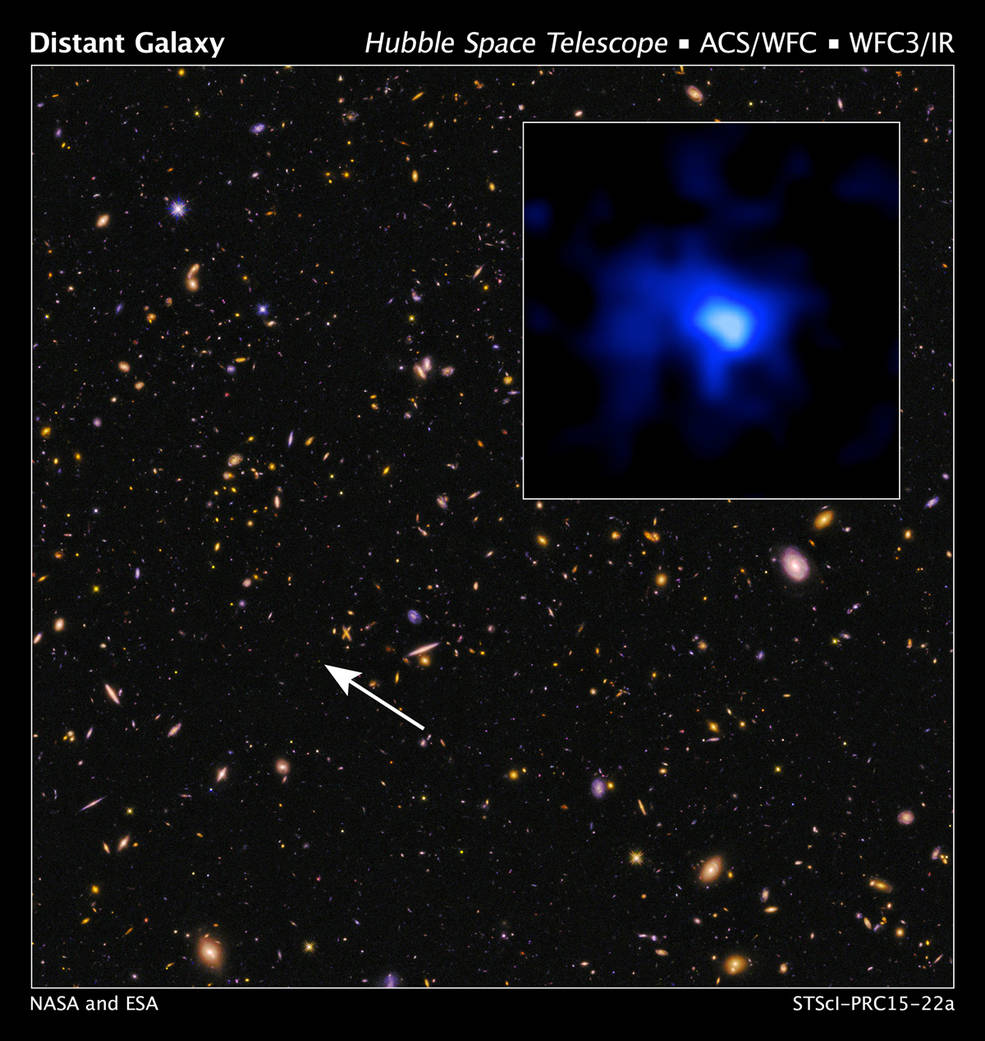 Distant Galaxy
Hubble Space Telescope ▪ ACS/WFC ▪ WFC3/IR
NASA and ESA
STScI-PRC15-22a